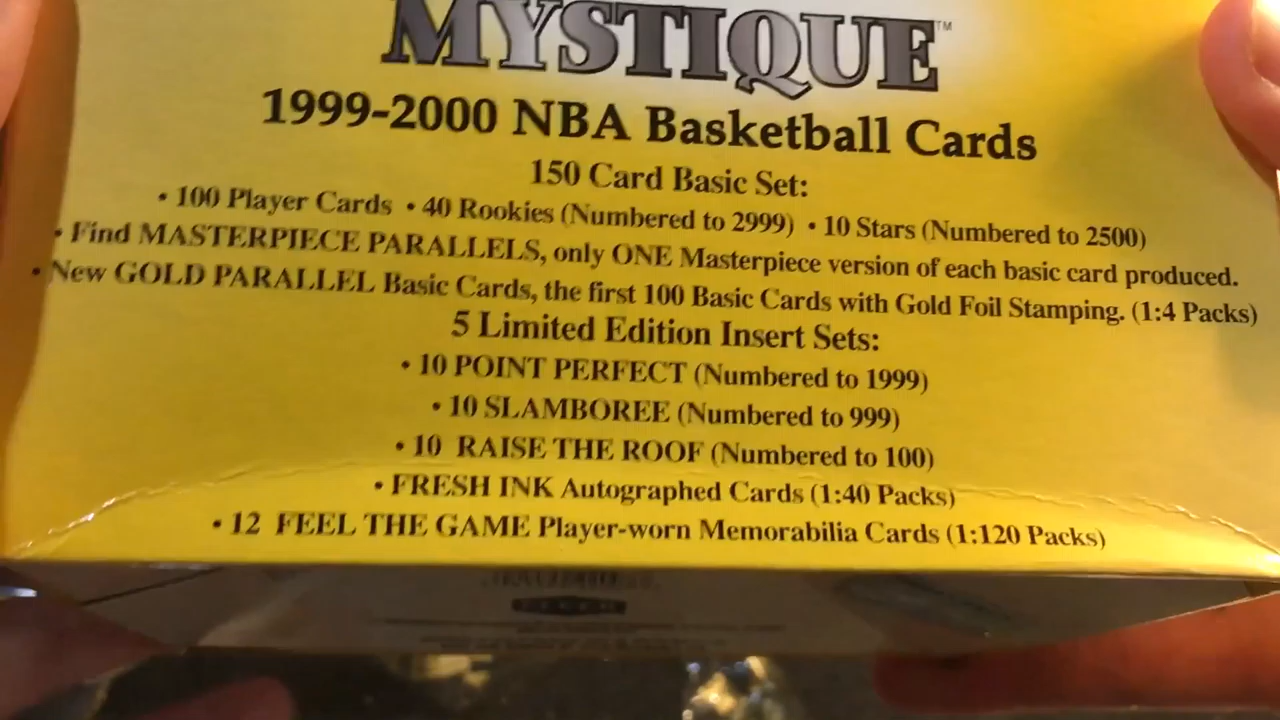 MYSTIQUE™
1999-2000 NBA Basketball Cards
150 Card Basic Set:
• 100 Player Cards • 40 Rookies (Numbered to 2999) • 10 Stars (Numbered to 2500)
• Find MASTERPIECE PARALLELS, only ONE Masterpiece version of each basic card produced.
• New GOLD PARALLEL Basic Cards, the first 100 Basic Cards with Gold Foil Stamping. (1:4 Packs)
5 Limited Edition Insert Sets:
• 10 POINT PERFECT (Numbered to 1999)
• 10 SLAMBOREE (Numbered to 999)
• 10 RAISE THE ROOF (Numbered to 100)
• FRESH INK Autographed Cards (1:40 Packs)
• 12 FEEL THE GAME Player-worn Memorabilia Cards (1:120 Packs)